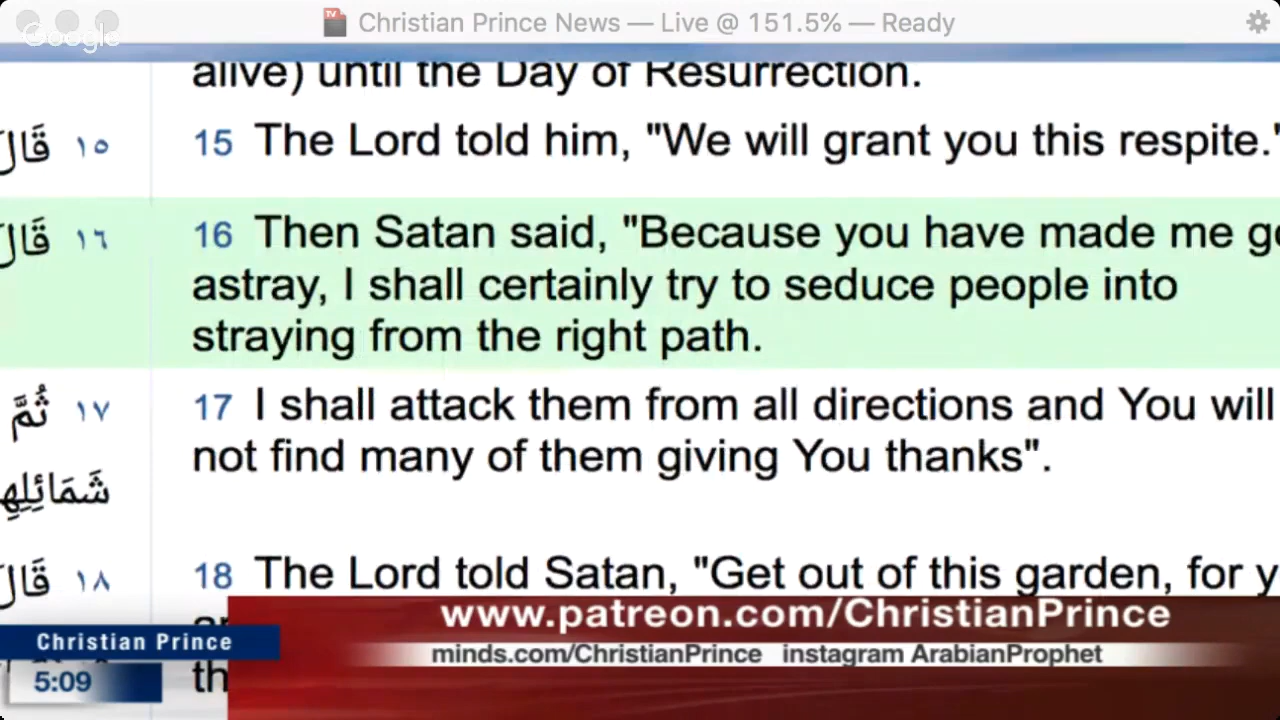 Christian Prince News — Live @ 151.5% — Ready
Google
alive) until the Day of Resurrection.
15 The Lord told him, "We will grant you this respite."
١٥ قَالَ
16 Then Satan said, "Because you have made me go
astray, I shall certainly try to seduce people into
straying from the right path.
١٦ قَالَ
17 I shall attack them from all directions and You will
not find many of them giving You thanks".
١٧ ثُمَّ
18 The Lord told Satan, "Get out of this garden, for y
١٨ قَالَ
th
www.patreon.com/ChristianPrince
minds.com/ChristianPrince instagram ArabianProphet
Christian Prince
5:09